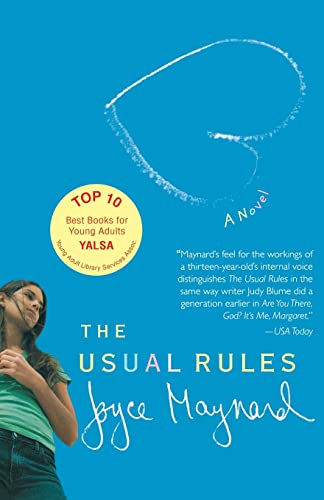 A Novel
TOP 10
Best Books for
Young Adults
YALSA
Young Adult Library Services Assoc.
"Maynard's feel for the workings of
a thirteen-year-old's internal voice
distinguishes The Usual Rules in the
same way writer Judy Blume did a
generation earlier in Are You There,
God? It's Me, Margaret."
—USA Today
THE
USUAL RULES
Joyce Maynard